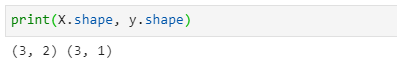 print(X.shape, y.shape)
(3, 2) (3, 1)